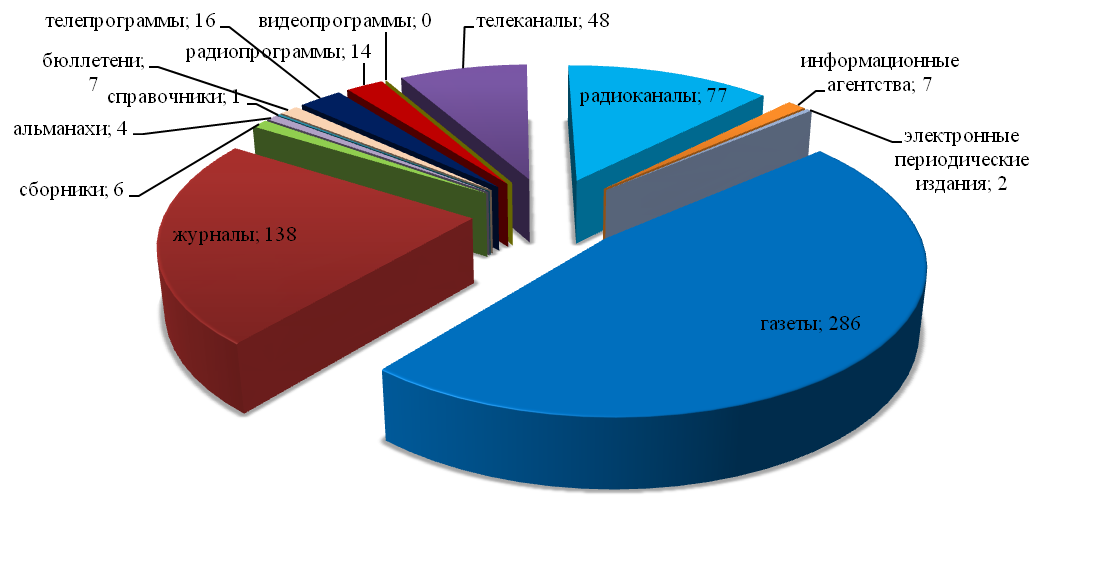 телепрограммы; 16
видеопрограммы; 0
телеканалы; 48
радиопрограммы; 14
бюллетени;
7
справочники; 1
альманахи; 4
сборники; 6
журналы; 138
радиоканалы; 77
информационные
агентства; 7
электронные
периодические
издания; 2
газеты; 286